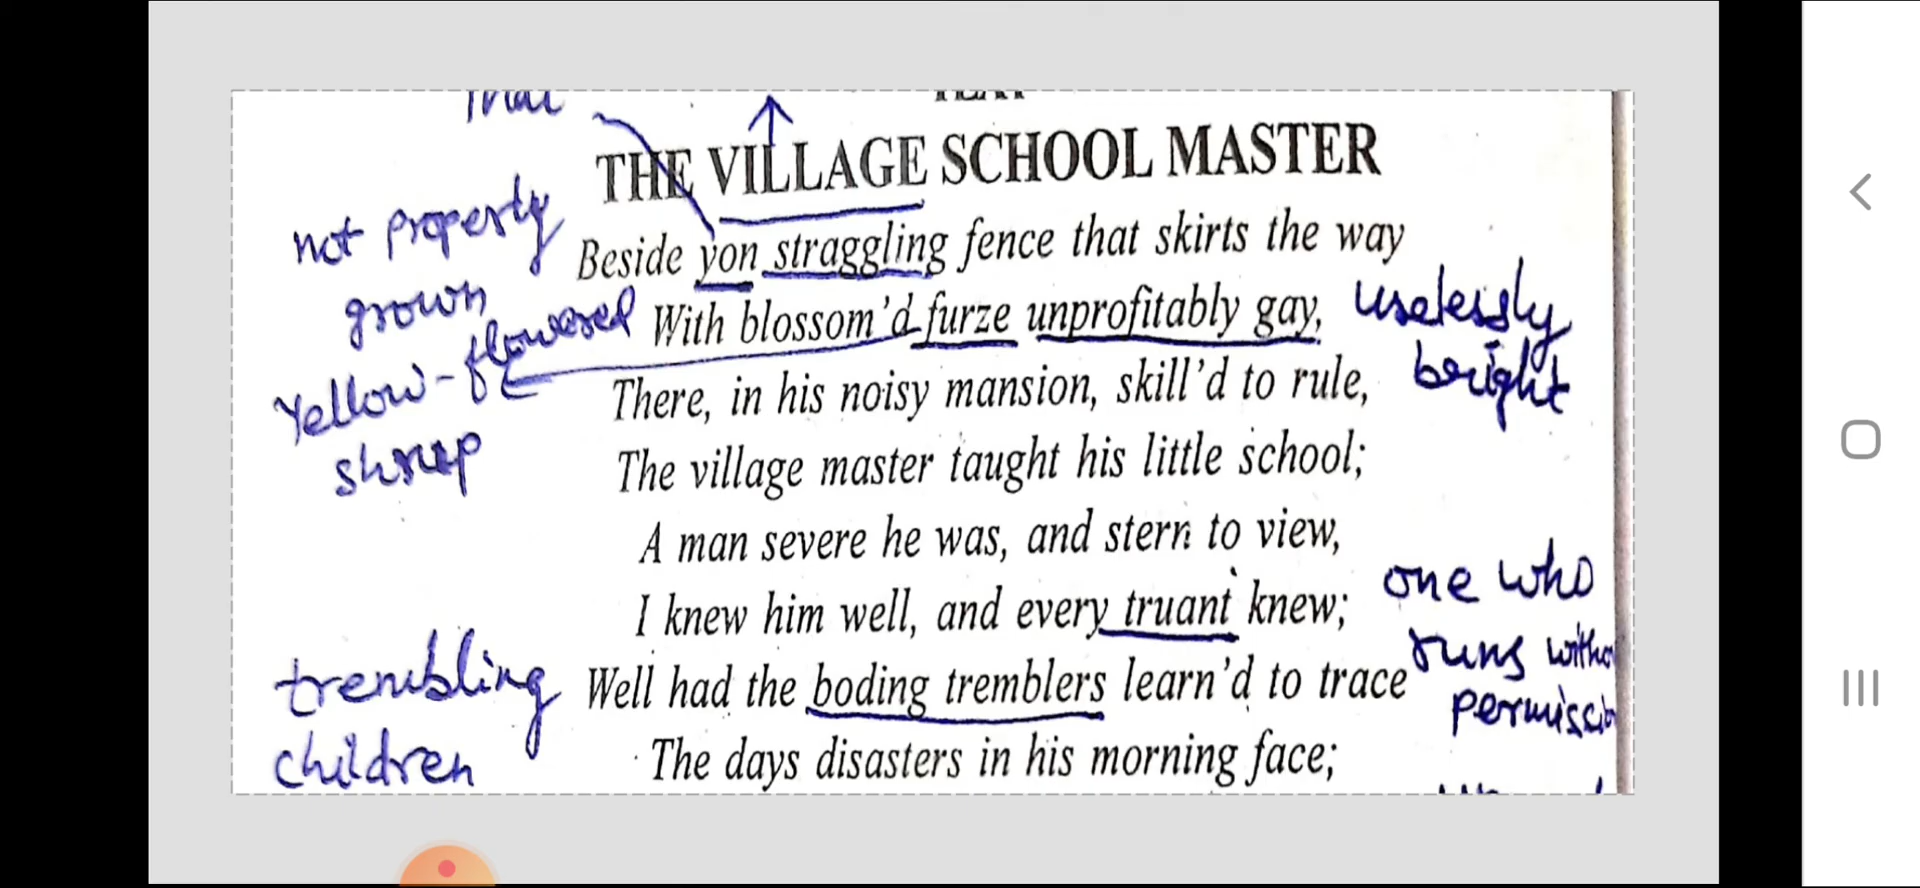 that
THE VILLAGE SCHOOL MASTER
not properly
grown
Beside yon straggling fence that skirts the way
Yellow-flowered
shrup
With blossom'd furze unprofitably gay,
uselessly
bright
There, in his noisy mansion, skill'd to rule,
The village master taught his little school;
A man severe he was, and stern to view,
I knew him well, and every truant knew;
one who
runs
permissi
trembling
children
Well had the boding tremblers learn'd to trace
The days disasters in his morning face;